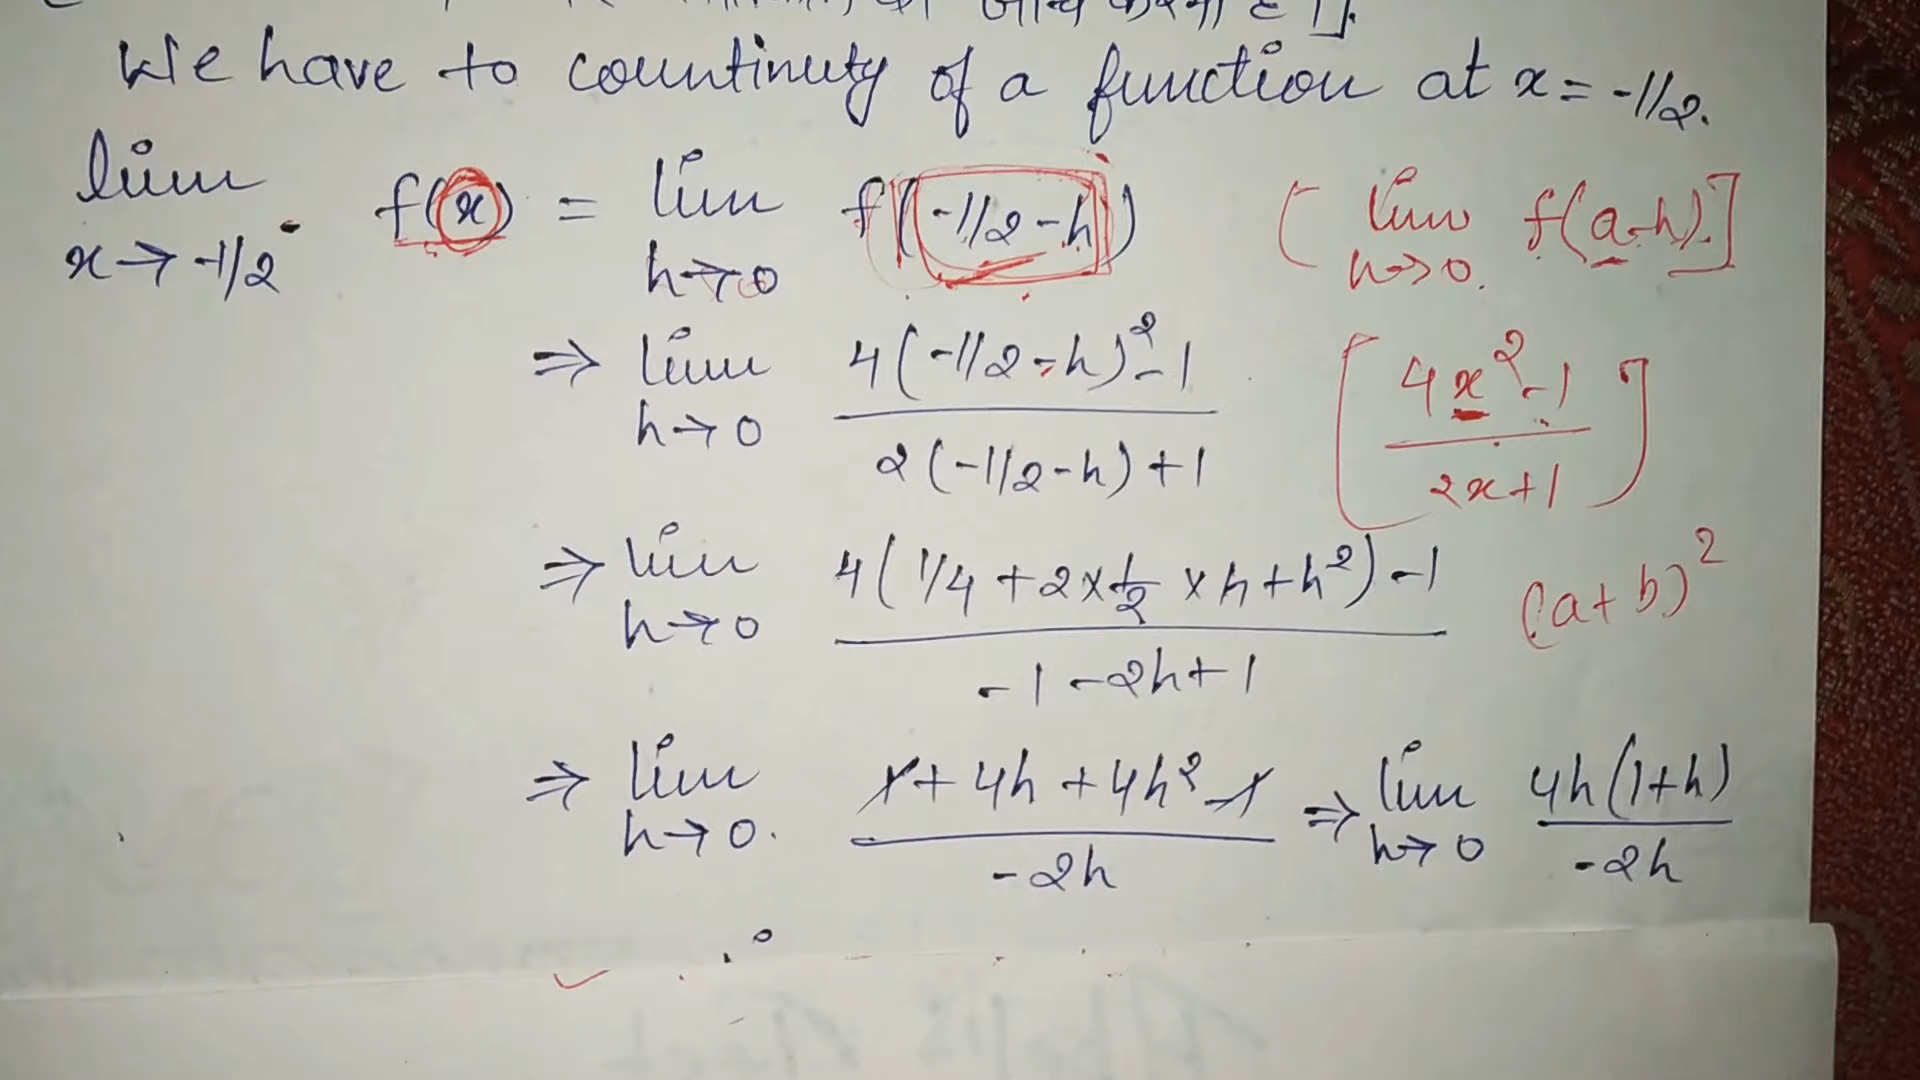 जाँच करना है।].
We have to countinuty of a function at x = -1/2.
lim x→-1/2⁻ f(x) = lim h→0 f(-1/2-h) ( lim h→0. f(a-h).]
⇒ lim h→0 4(-1/2-h)²-1 / 2(-1/2-h)+1 [4x²-1 / 2x+1]
⇒ lim h→0 4(1/4+2×1/2×h+h²)-1 / -1-2h+1 (a+b)²
⇒ lim h→0. 1+4h+4h²-1 / -2h ⇒ lim h→0 4h(1+h) / -2h